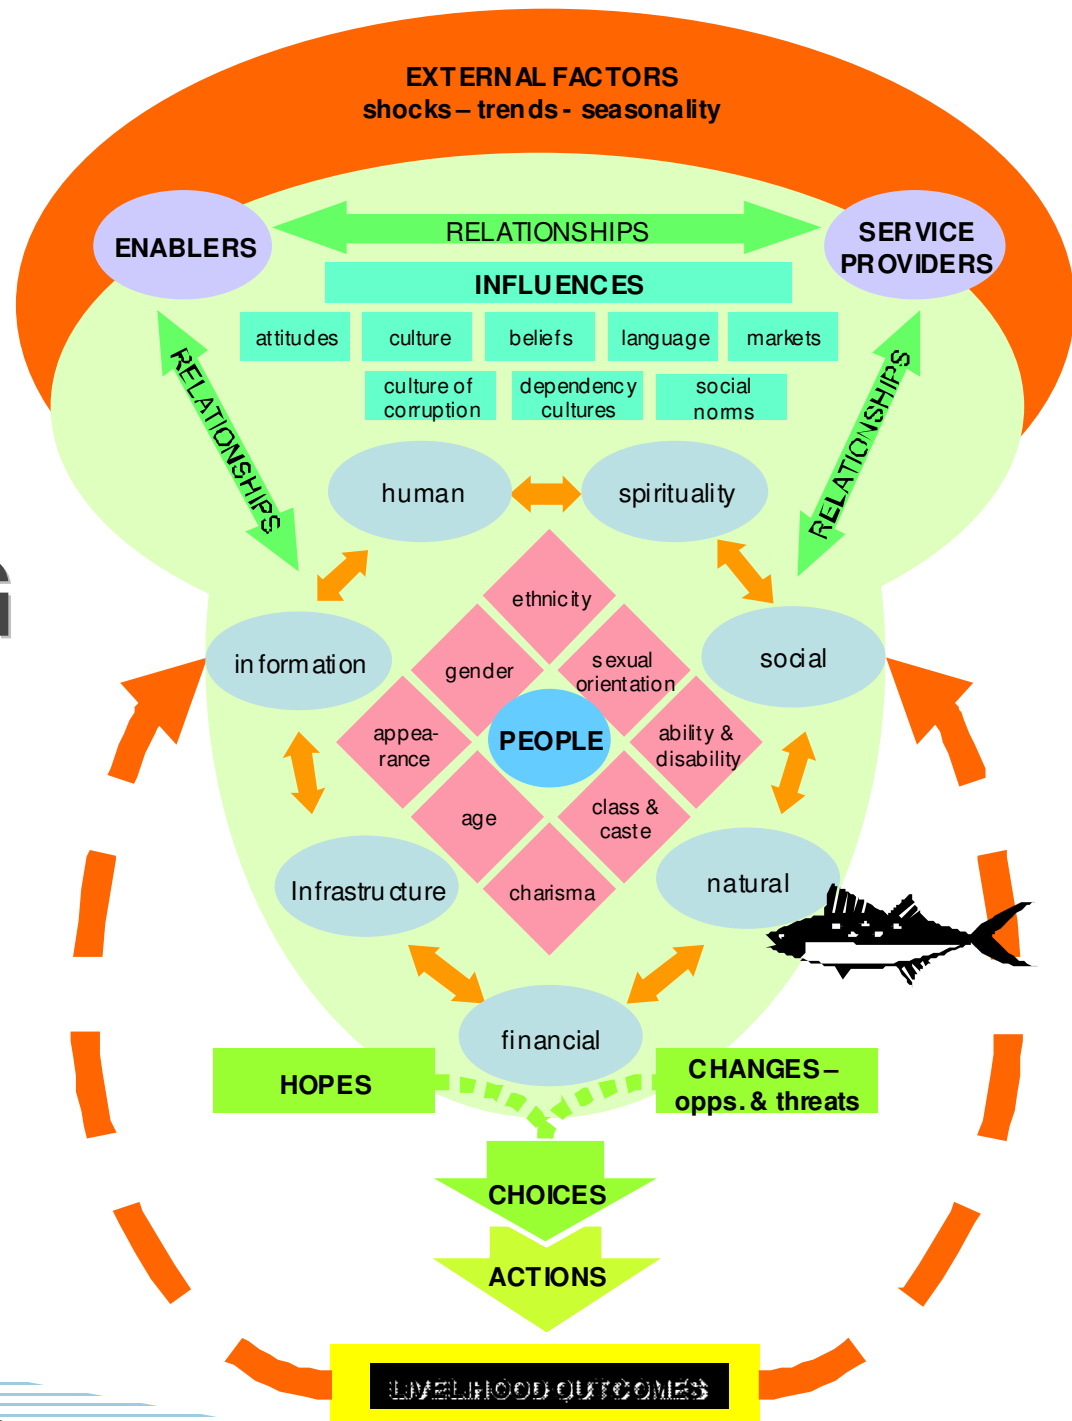 EXTERNAL FACTORS
shocks – trends - seasonality
ENABLERS
RELATIONSHIPS
SERVICE
PROVIDERS
INFLUENCES
attitudes
culture
beliefs
language
markets
culture of
corruption
dependency
cultures
social
norms
RELATIONSHIPS
RELATIONSHIPS
human
spirituality
information
social
ethnicity
gender
sexual
orientation
appea-
rance
PEOPLE
ability &
disability
age
class &
caste
charisma
Infrastructure
natural
financial
HOPES
CHANGES –
opps. & threats
CHOICES
ACTIONS
LIVELIHOOD OUTCOMES